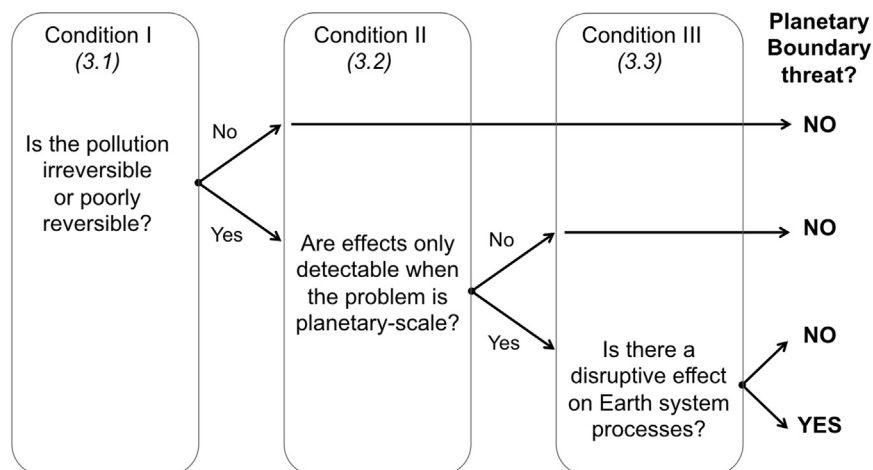 Condition I
(3.1)
Is the pollution
irreversible
or poorly
reversible?
No
Yes
Condition II
(3.2)
Are effects only
detectable when
the problem is
planetary-scale?
No
Yes
Condition III
(3.3)
Is there a
disruptive effect
on Earth system
processes?
Planetary
Boundary
threat?
NO
NO
NO
YES